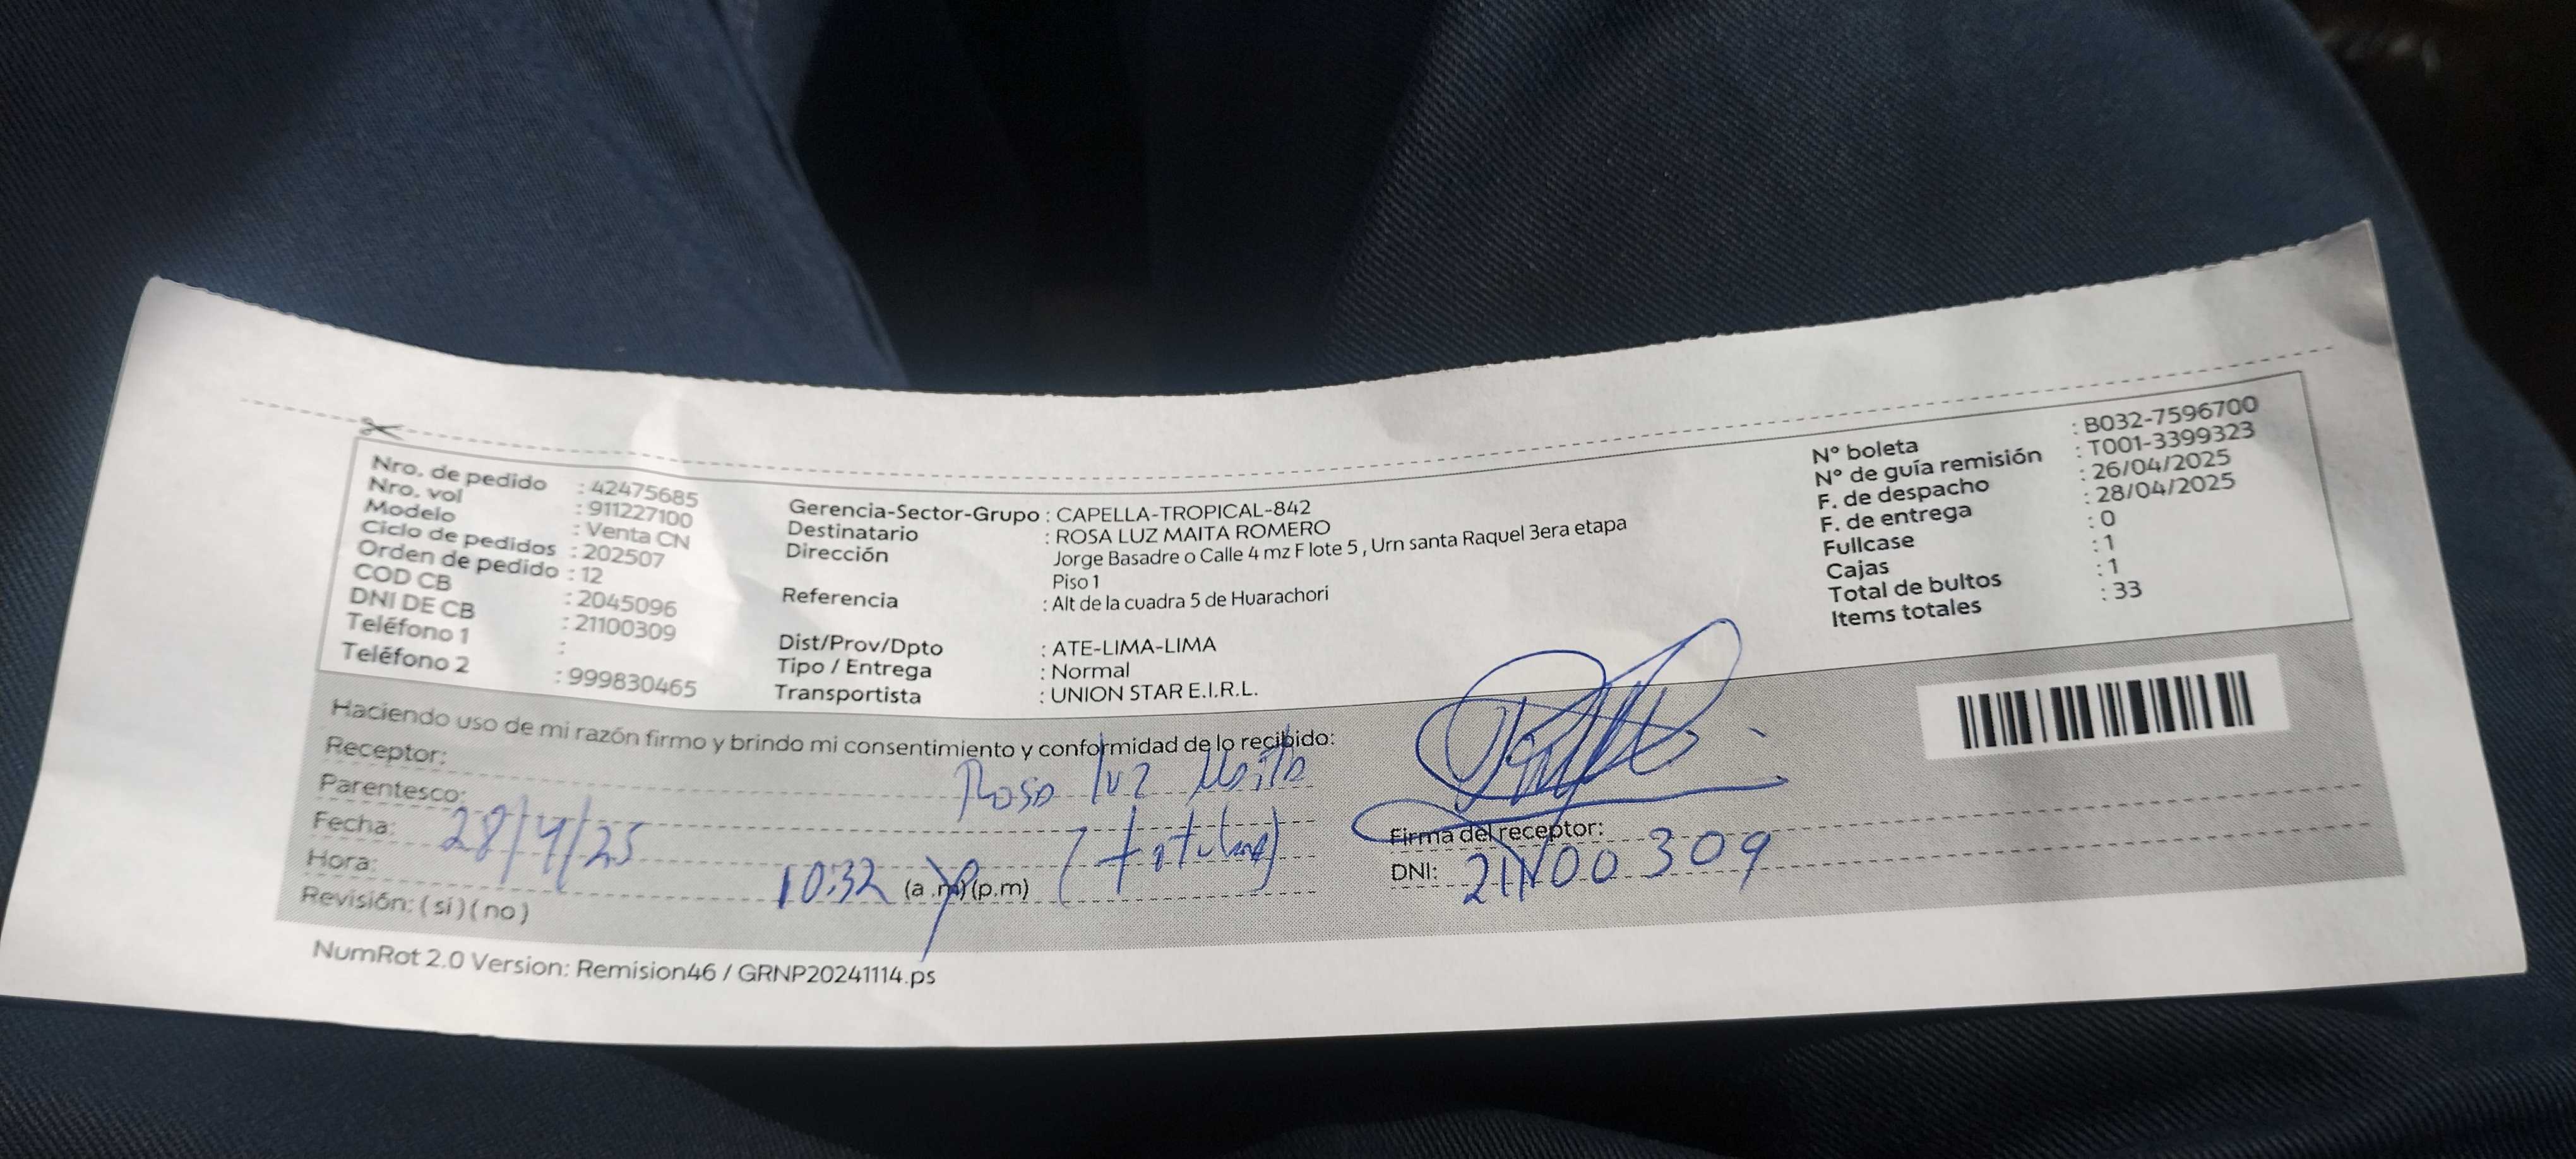 Nro. de pedido : 42475685
Nro. vol : 911227100
Modelo : Venta CN
Ciclo de pedidos : 202507
Orden de pedido : 12
COD CB : 2045096
DNI DE CB : 21100309
Teléfono 1 :
Teléfono 2 : 999830465
Gerencia-Sector-Grupo : CAPELLA-TROPICAL-842
Destinatario : ROSA LUZ MAITA ROMERO
Dirección Jorge Basadre o Calle 4 mz F lote 5 , Urn santa Raquel 3era etapa
Piso 1
Referencia : Alt de la cuadra 5 de Huarachori
Dist/Prov/Dpto : ATE-LIMA-LIMA
Tipo / Entrega : Normal
Transportista : UNION STAR E.I.R.L.
N° boleta : B032-7596700
N° de guía remisión : T001-3399323
F. de despacho : 26/04/2025
F. de entrega : 28/04/2025
Fullcase : 0
Cajas : 1
Total de bultos : 1
Items totales : 33
Haciendo uso de mi razón firmo y brindo mi consentimiento y conformidad de lo recibido:
Receptor: Rosa luz Maita
Parentesco: (titular)
Fecha: 28/4/25
Hora: 10:32 (a.m)(p.m)
Revisión: ( sí ) ( no )
Firma del receptor:
DNI: 21100309
NumRot 2.0 Version: Remision46 / GRNP20241114.ps